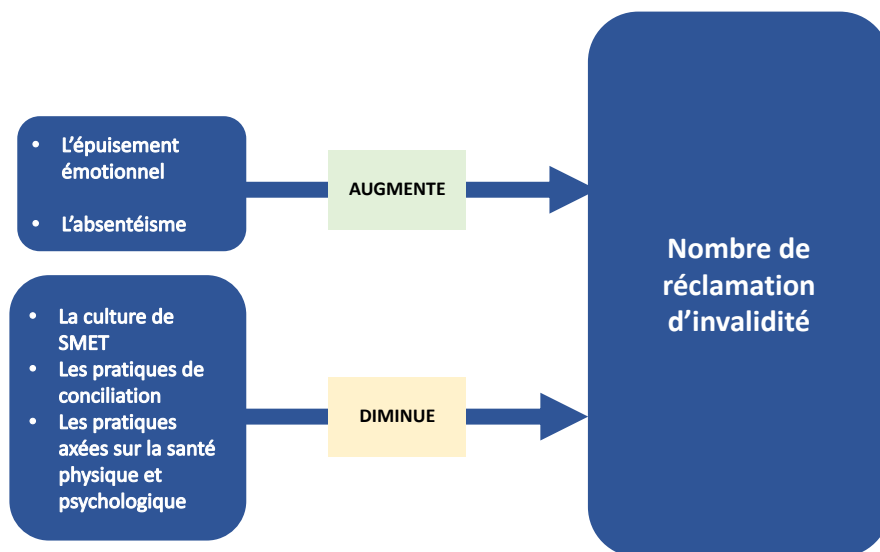 • L'épuisement
émotionnel
• L'absentéisme
AUGMENTE
• La culture de
SMET
• Les pratiques de
conciliation
• Les pratiques
axées sur la santé
physique et
psychologique
DIMINUE
Nombre de
réclamation
d'invalidité